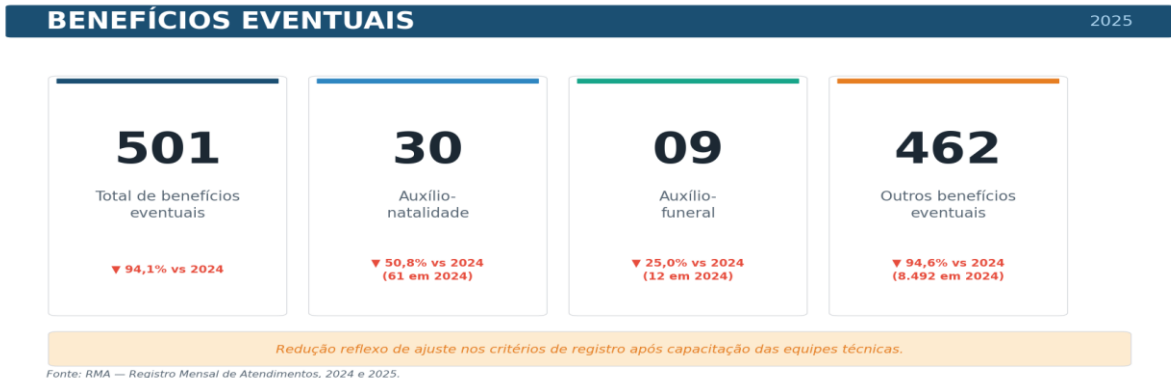 BENEFÍCIOS EVENTUAIS
2025
501
Total de benefícios
eventuais
▼ 94,1% vs 2024
30
Auxílio-
natalidade
▼ 50,8% vs 2024
(61 em 2024)
09
Auxílio-
funeral
▼ 25,0% vs 2024
(12 em 2024)
462
Outros benefícios
eventuais
▼ 94,6% vs 2024
(8.492 em 2024)
Redução reflexo de ajuste nos critérios de registro após capacitação das equipes técnicas.
Fonte: RMA — Registro Mensal de Atendimentos, 2024 e 2025.